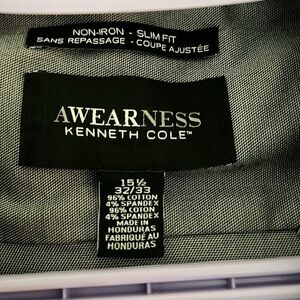 NON-IRON - SLIM FIT
SANS REPASSAGE - COUPE AJUSTÉE
AWEARNESS
KENNETH COLE™
15½
32/33
96% COTTON
4% SPANDEX
96% COTON
4% SPANDEX
MADE IN
HONDURAS
FABRIQUÉ AU
HONDURAS